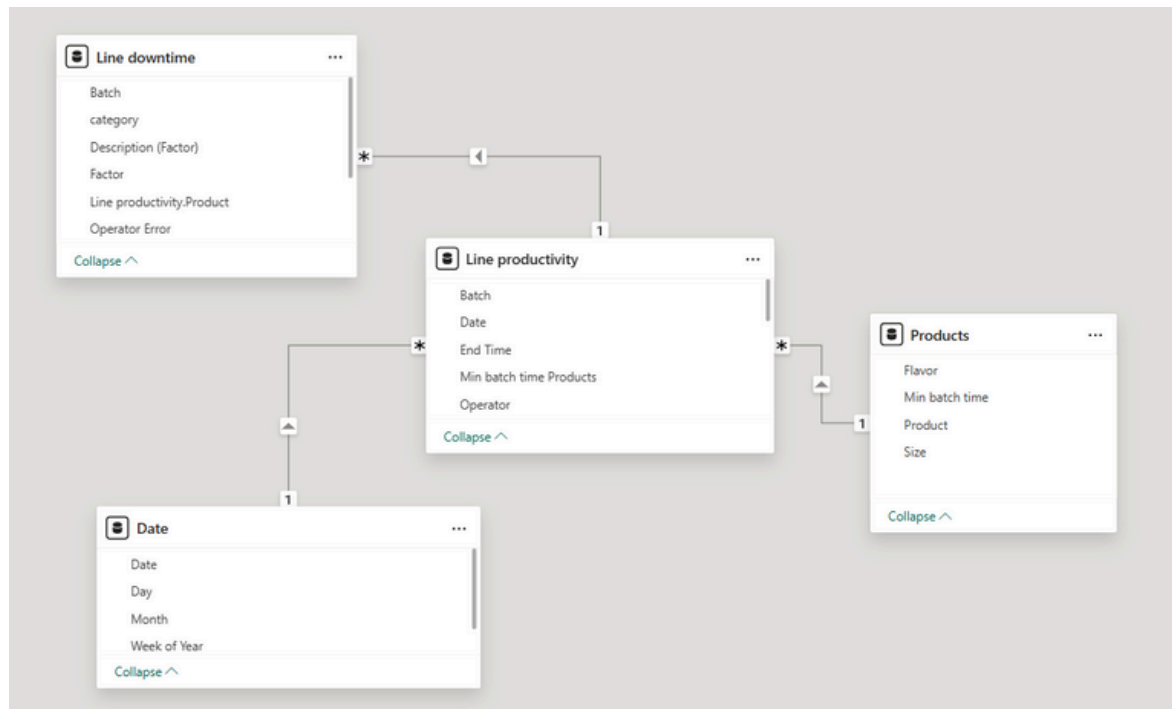 Line downtime
Batch
category
Description (Factor)
Factor
Line productivity.Product
Operator Error
Collapse
*
1
Line productivity
Batch
Date
End Time
Min batch time Products
Operator
Collapse
*
*
1
Products
Flavor
Min batch time
Product
Size
Collapse
1
Date
Date
Day
Month
Week of Year
Collapse